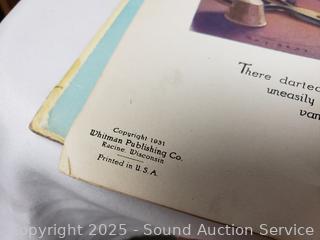 There darted
uneasily
van
Copyright 1931
Whitman Publishing Co.
Racine, Wisconsin
Printed in U.S.A.
Copyright 2025 - Sound Auction Service